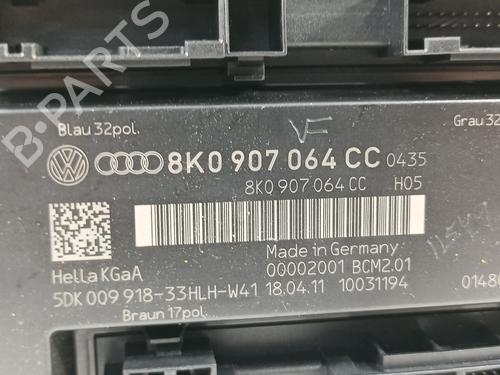 Blau 32pol.
VF
Grau 32
8K0 907 064 CC 0435
8K0 907 064 CC H05
Made in Germany
Hella KGaA
00002001 BCM2.01
5DK 009 918-33HLH-W41 18.04.11 10031194
0148
Braun 17pol.
B-PARTS